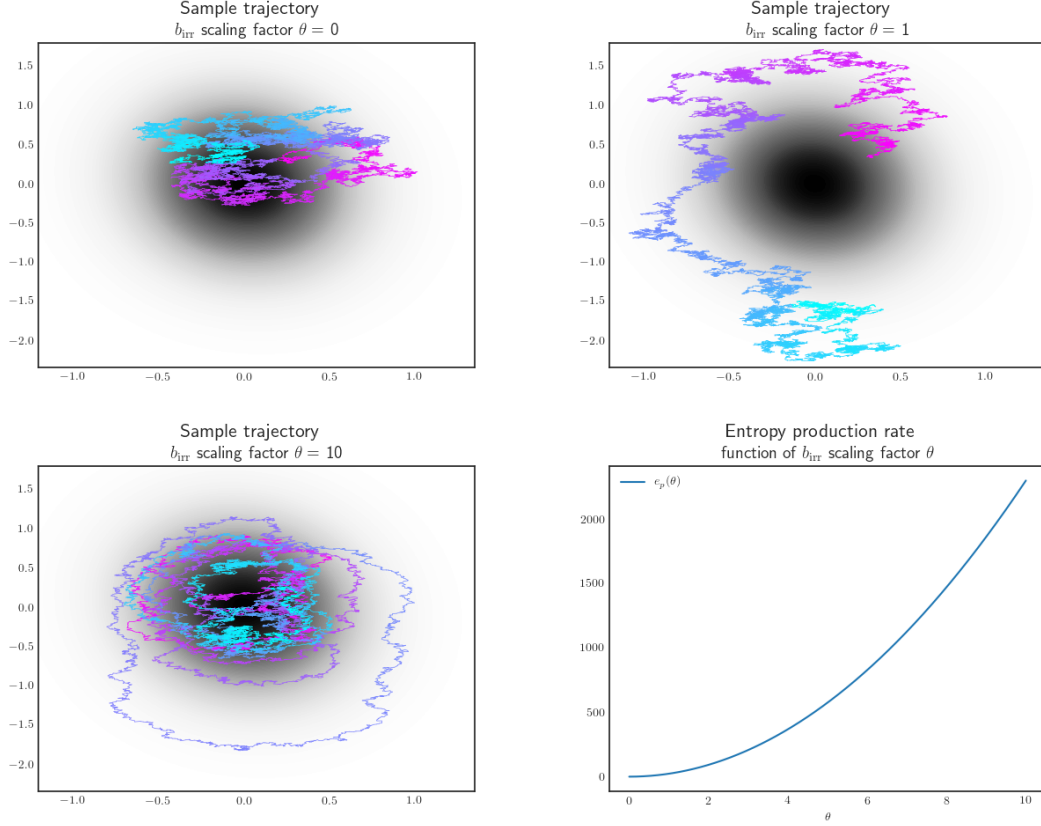 Sample trajectory
b_irr scaling factor θ = 0
1.5
1.0
0.5
0.0
−0.5
−1.0
−1.5
−2.0
−1.0 −0.5 0.0 0.5 1.0
Sample trajectory
b_irr scaling factor θ = 1
1.5
1.0
0.5
0.0
−0.5
−1.0
−1.5
−2.0
−1.0 −0.5 0.0 0.5 1.0
Sample trajectory
b_irr scaling factor θ = 10
1.5
1.0
0.5
0.0
−0.5
−1.0
−1.5
−2.0
−1.0 −0.5 0.0 0.5 1.0
Entropy production rate
function of b_irr scaling factor θ
e_p(θ)
2000
1500
1000
500
0
0 2 4 6 8 10
θ